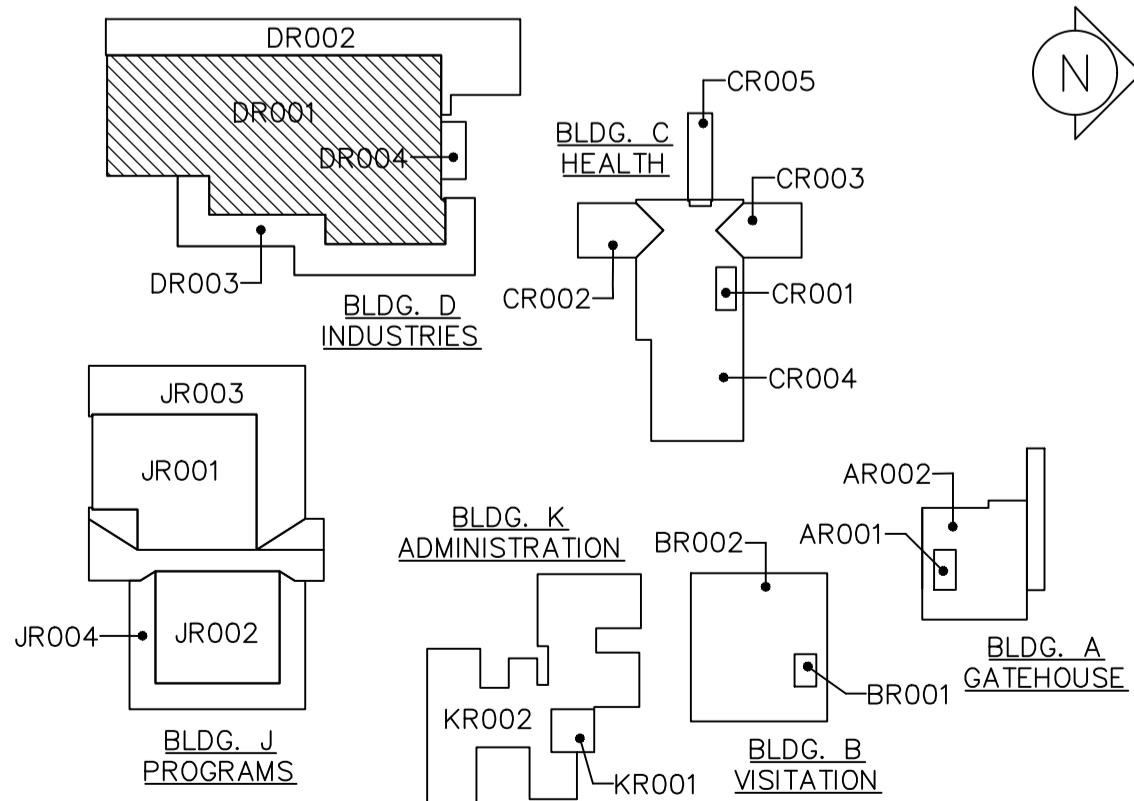 DR002
N
DR001
CR005
BLDG. C
HEALTH
DR004
CR003
DR003
CR002
CR001
BLDG. D
INDUSTRIES
CR004
JR003
JR001
AR002
BLDG. K
ADMINISTRATION
AR001
BR002
JR004
JR002
BLDG. A
GATEHOUSE
BR001
KR002
BLDG. J
PROGRAMS
BLDG. B
VISITATION
KR001